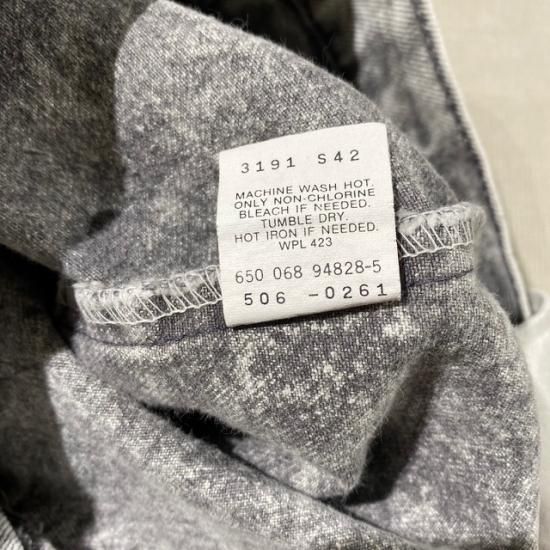 3191 S42
MACHINE WASH HOT.
ONLY NON-CHLORINE
BLEACH IF NEEDED.
TUMBLE DRY.
HOT IRON IF NEEDED.
WPL 423
650 068 94828-5
506 -0261